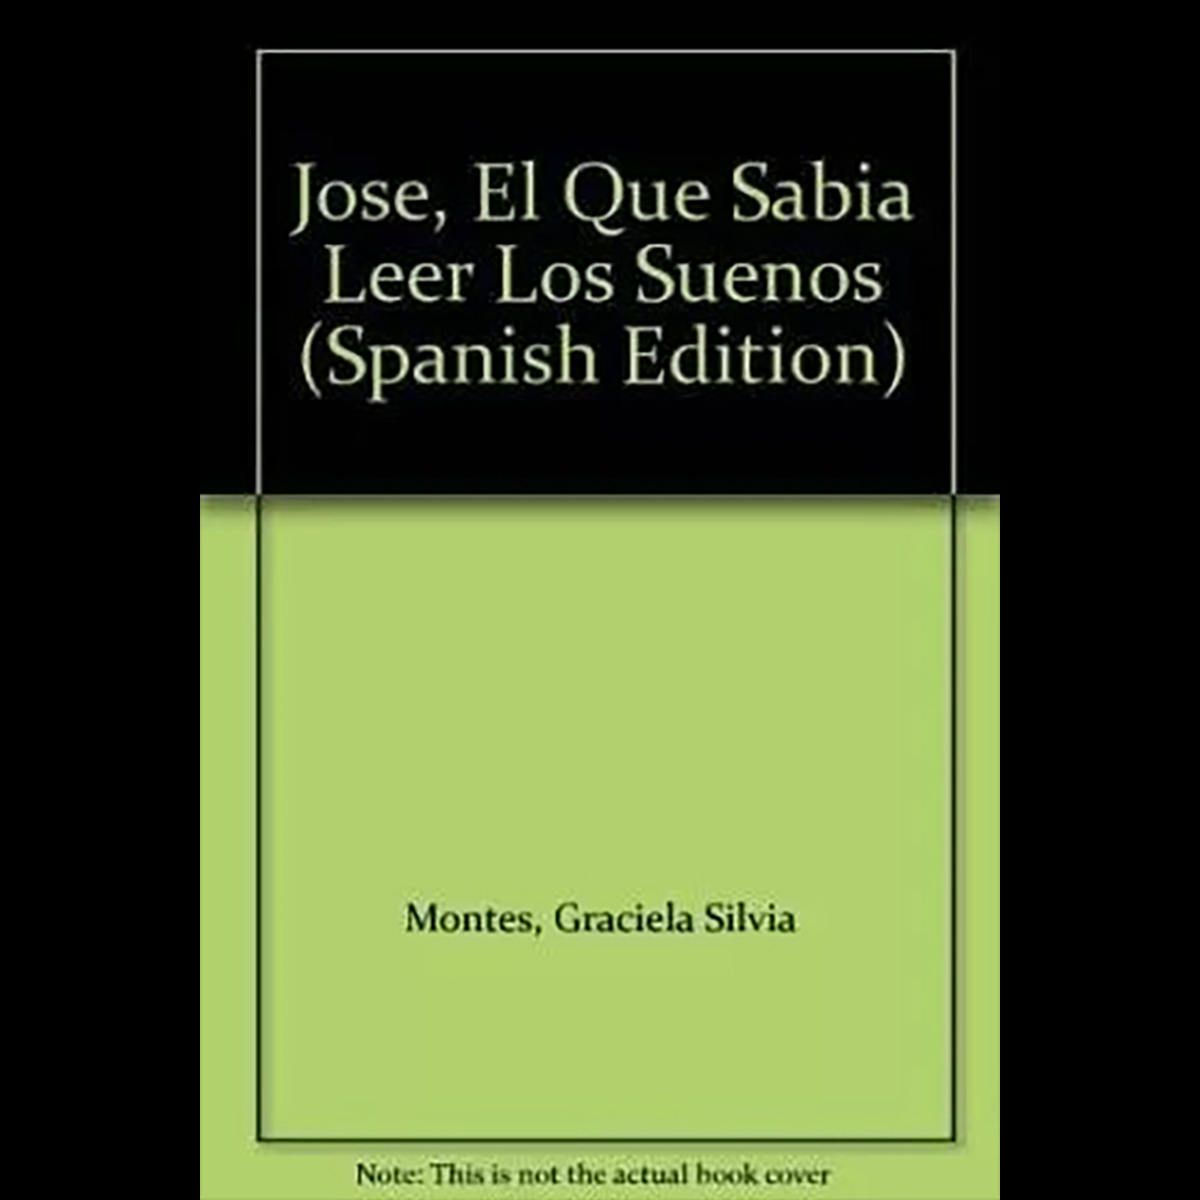 Jose, El Que Sabia
Leer Los Suenos
(Spanish Edition)
Montes, Graciela Silvia
Note: This is not the actual book cover